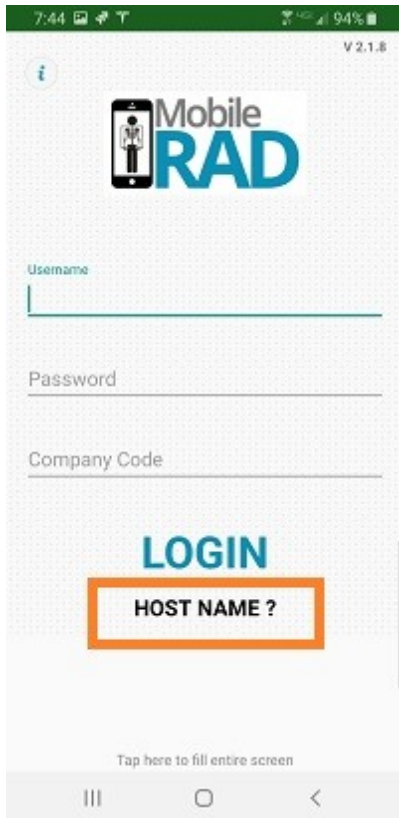 7:44
94%
V 2.1.8
i
Mobile
RAD
Username
Password
Company Code
LOGIN
HOST NAME ?
Tap here to fill entire screen